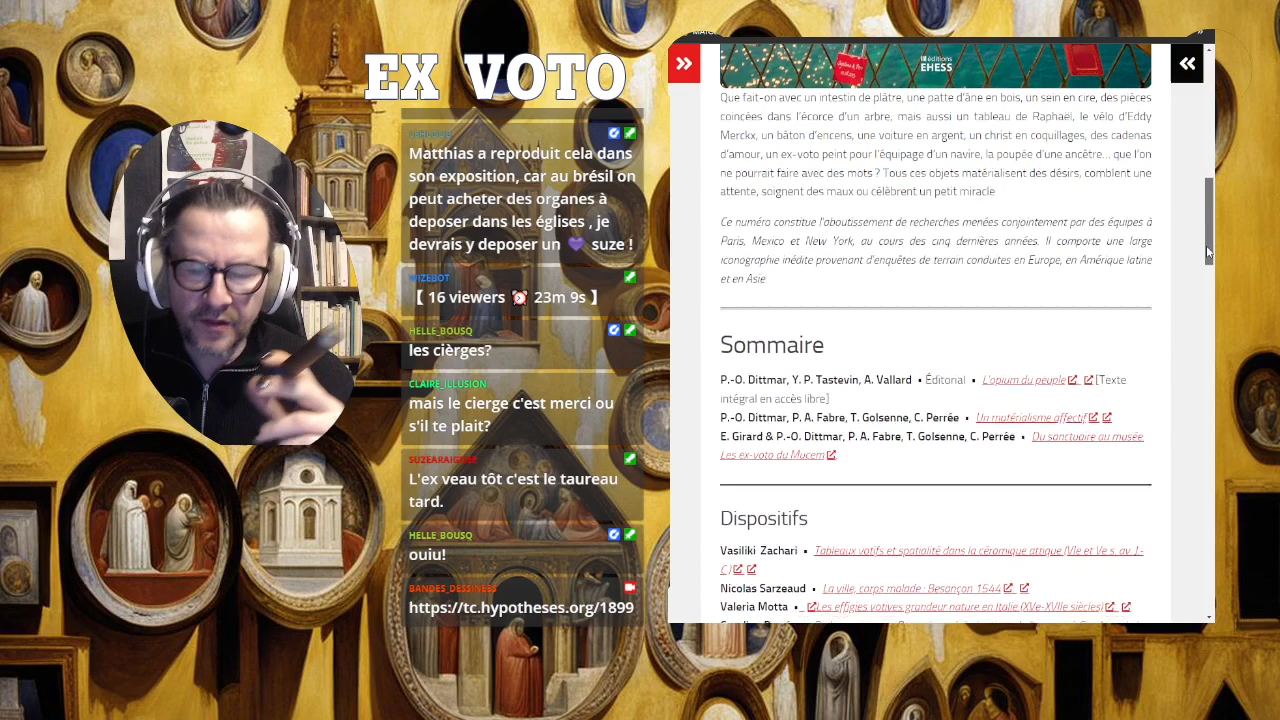 EX VOTO
Matthias a reproduit cela dans
son exposition, car au brésil on
peut acheter des organes à
deposer dans les églises , je
devrais y deposer un 💜 suze !
WIZEBOT
【 16 viewers ⏰ 23m 9s 】
HELLE_BOUSQ
les cièrges?
CLAIRE_ILLUSION
mais le cierge c'est merci ou
s'il te plait?
L'ex veau tôt c'est le taureau
tard.
HELLE_BOUSQ
ouiu!
BANDES_DESSINÉES
https://tc.hypotheses.org/1899
éditions
EHESS
Que fait-on avec un intestin de plâtre, une patte d'âne en bois, un sein en cire, des pièces
coincées dans l'écorce d'un arbre, mais aussi un tableau de Raphaël, le vélo d'Eddy
Merckx, un bâton d'encens, une vulve en argent, un christ en coquillages, des cadenas
d'amour, un ex-voto peint pour l'équipage d'un navire, la poupée d'une ancêtre… que l'on
ne pourrait faire avec des mots ? Tous ces objets matérialisent des désirs, comblent une
attente, soignent des maux ou célèbrent un petit miracle
Ce numéro constitue l'aboutissement de recherches menées conjointement par des équipes à
Paris, Mexico et New York, au cours des cinq dernières années. Il comporte une large
iconographie inédite provenant d'enquêtes de terrain conduites en Europe, en Amérique latine
et en Asie
Sommaire
P.-O. Dittmar, Y. P. Tastevin, A. Vallard ▪ Éditorial ▪ L'opium du peuple [Texte
intégral en accès libre]
P.-O. Dittmar, P. A. Fabre, T. Golsenne, C. Perrée ▪ Un matérialisme affectif
E. Girard & P.-O. Dittmar, P. A. Fabre, T. Golsenne, C. Perrée ▪ Du sanctuaire au musée.
Les ex-voto du Mucem
Dispositifs
Vasiliki Zachari ▪ Tableaux votifs et spatialité dans la céramique attique (VIe et Ve s. av. J.-
C.)
Nicolas Sarzeaud ▪ La ville, corps malade : Besançon 1544
Valeria Motta ▪ Les effigies votives grandeur nature en Italie (XVe-XVIIe siècles)